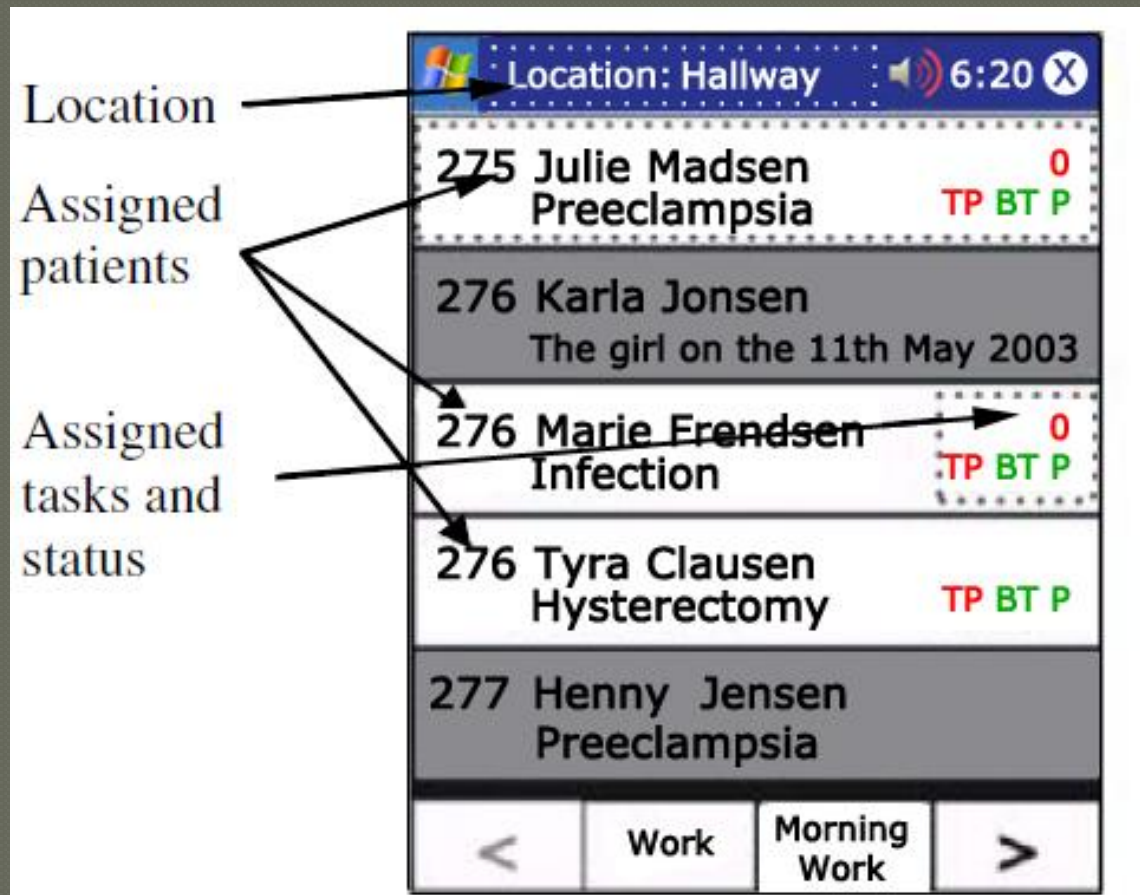 Location
Assigned
patients
Assigned
tasks and
status
Location: Hallway 6:20 X
275 Julie Madsen 0
Preeclampsia TP BT P
276 Karla Jonsen
The girl on the 11th May 2003
276 Marie Frendsen 0
Infection TP BT P
276 Tyra Clausen
Hysterectomy TP BT P
277 Henny Jensen
Preeclampsia
< Work Morning >
Work